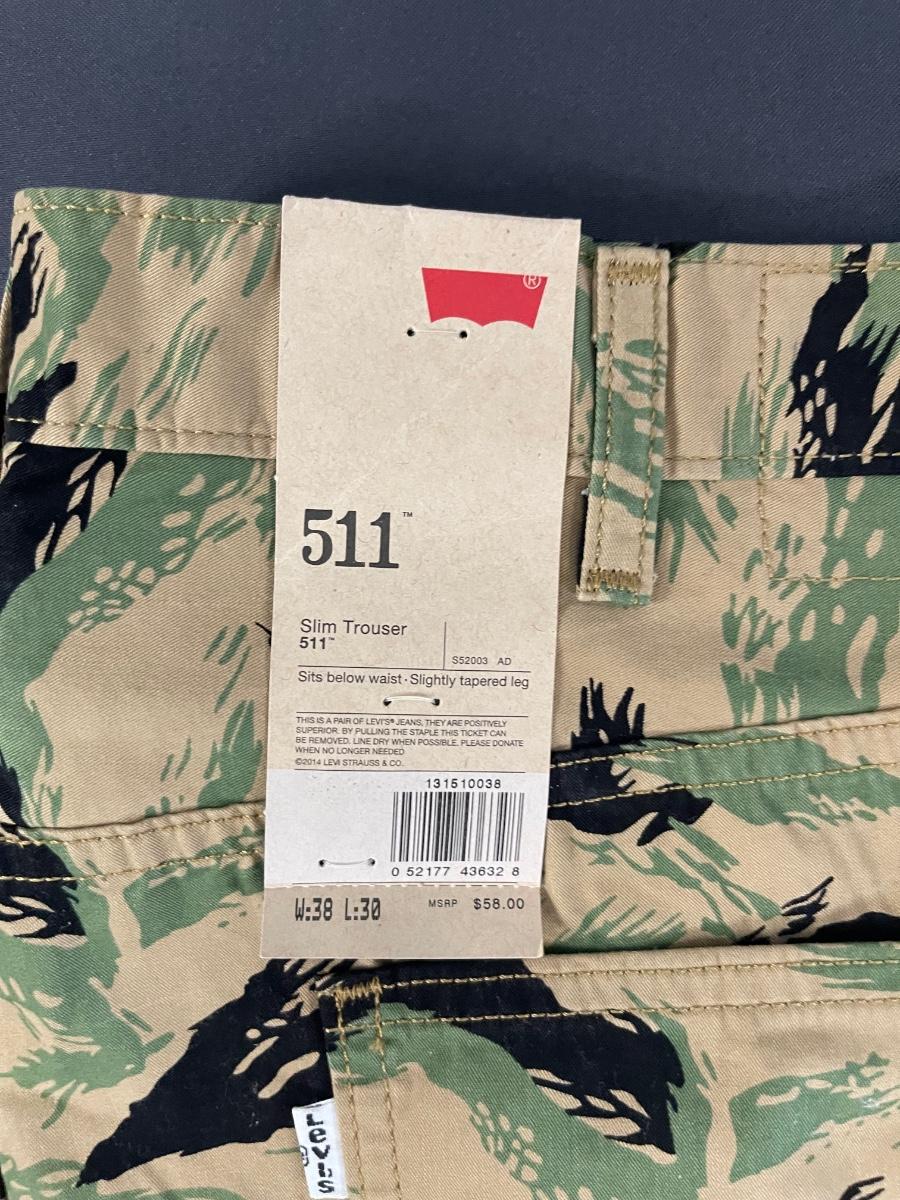 ®
511™
Slim Trouser
511™
S52003 AD
Sits below waist·Slightly tapered leg
THIS IS A PAIR OF LEVI'S® JEANS, THEY ARE POSITIVELY
SUPERIOR. BY PULLING THE STAPLE THIS TICKET CAN
BE REMOVED. LINE DRY WHEN POSSIBLE. PLEASE DONATE
WHEN NO LONGER NEEDED
©2014 LEVI STRAUSS & CO.
131510038
0 52177 43632 8
W:38 L:30
MSRP $58.00
LeVI'S
®